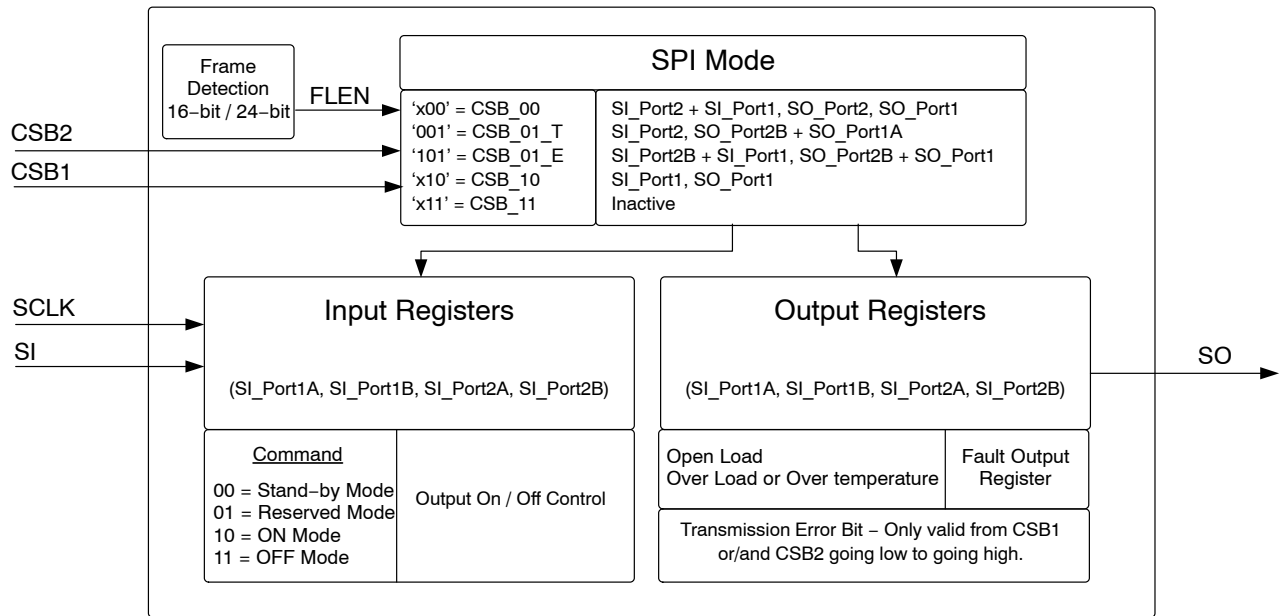 Frame
Detection
16−bit / 24−bit
FLEN
CSB2
CSB1
SPI Mode
‘x00’ = CSB_00
‘001’ = CSB_01_T
‘101’ = CSB_01_E
‘x10’ = CSB_10
‘x11’ = CSB_11
SI_Port2 + SI_Port1, SO_Port2, SO_Port1
SI_Port2, SO_Port2B + SO_Port1A
SI_Port2B + SI_Port1, SO_Port2B + SO_Port1
SI_Port1, SO_Port1
Inactive
SCLK
SI
Input Registers
(SI_Port1A, SI_Port1B, SI_Port2A, SI_Port2B)
Command
00 = Stand−by Mode
01 = Reserved Mode
10 = ON Mode
11 = OFF Mode
Output On / Off Control
Output Registers
(SI_Port1A, SI_Port1B, SI_Port2A, SI_Port2B)
SO
Open Load
Over Load or Over temperature
Fault Output
Register
Transmission Error Bit − Only valid from CSB1
or/and CSB2 going low to going high.